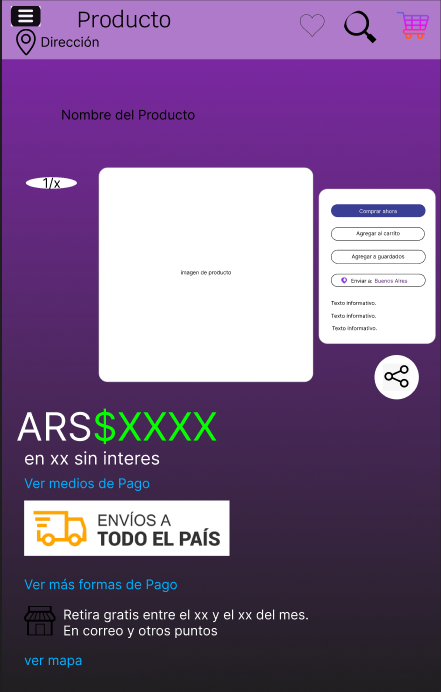 Producto
Dirección
Nombre del Producto
1/x
Imagen de producto
Comprar ahora
Agregar al carrito
Agregar a guardados
Enviar a: Buenos Aires
Texto informativo.
Texto informativo.
Texto informativo.
ARS$XXXX
en xx sin interes
Ver medios de Pago
ENVÍOS A
TODO EL PAÍS
Ver más formas de Pago
Retira gratis entre el xx y el xx del mes.
En correo y otros puntos
ver mapa